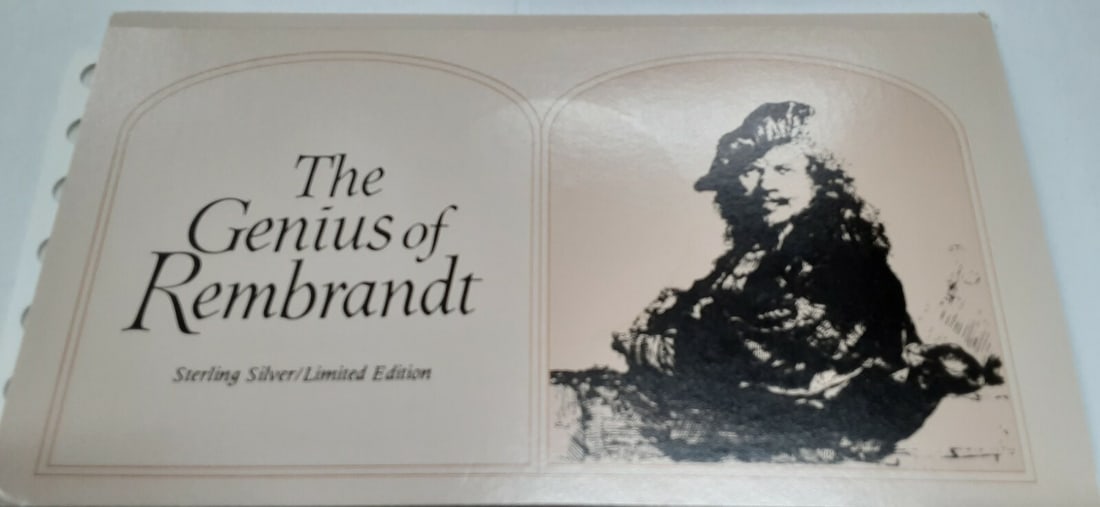 The
Genius of
Rembrandt
Sterling Silver/Limited Edition